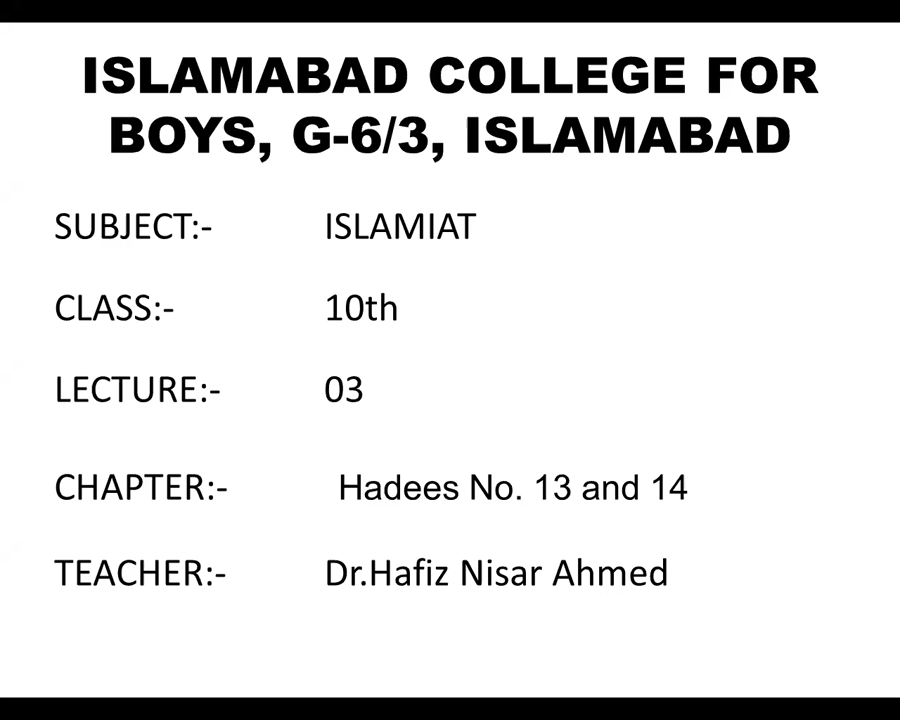 ISLAMABAD COLLEGE FOR
BOYS, G-6/3, ISLAMABAD
SUBJECT:- ISLAMIAT
CLASS:- 10th
LECTURE:- 03
CHAPTER:- Hadees No. 13 and 14
TEACHER:- Dr.Hafiz Nisar Ahmed